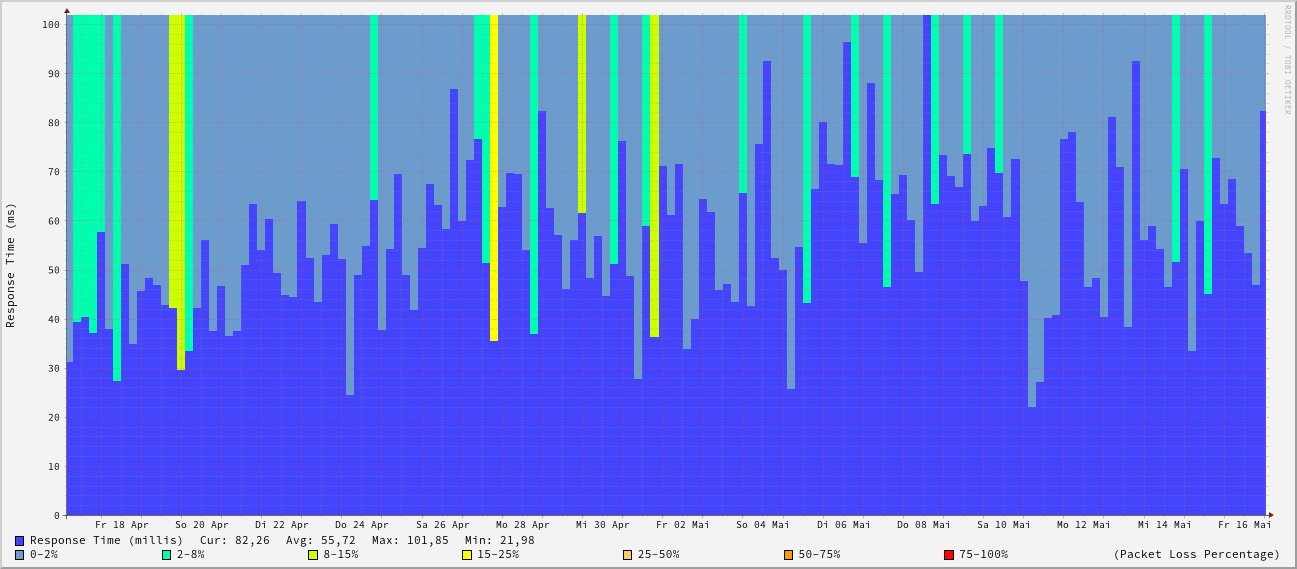 RRDTOOL / TOBI OETIKER
Response Time (ms)
100
90
80
70
60
50
40
30
20
10
0
Fr 18 Apr So 20 Apr Di 22 Apr Do 24 Apr Sa 26 Apr Mo 28 Apr Mi 30 Apr Fr 02 Mai So 04 Mai Di 06 Mai Do 08 Mai Sa 10 Mai Mo 12 Mai Mi 14 Mai Fr 16 Mai
Response Time (millis) Cur: 82,26 Avg: 55,72 Max: 101,85 Min: 21,98
0-2% 2-8% 8-15% 15-25% 25-50% 50-75% 75-100% (Packet Loss Percentage)